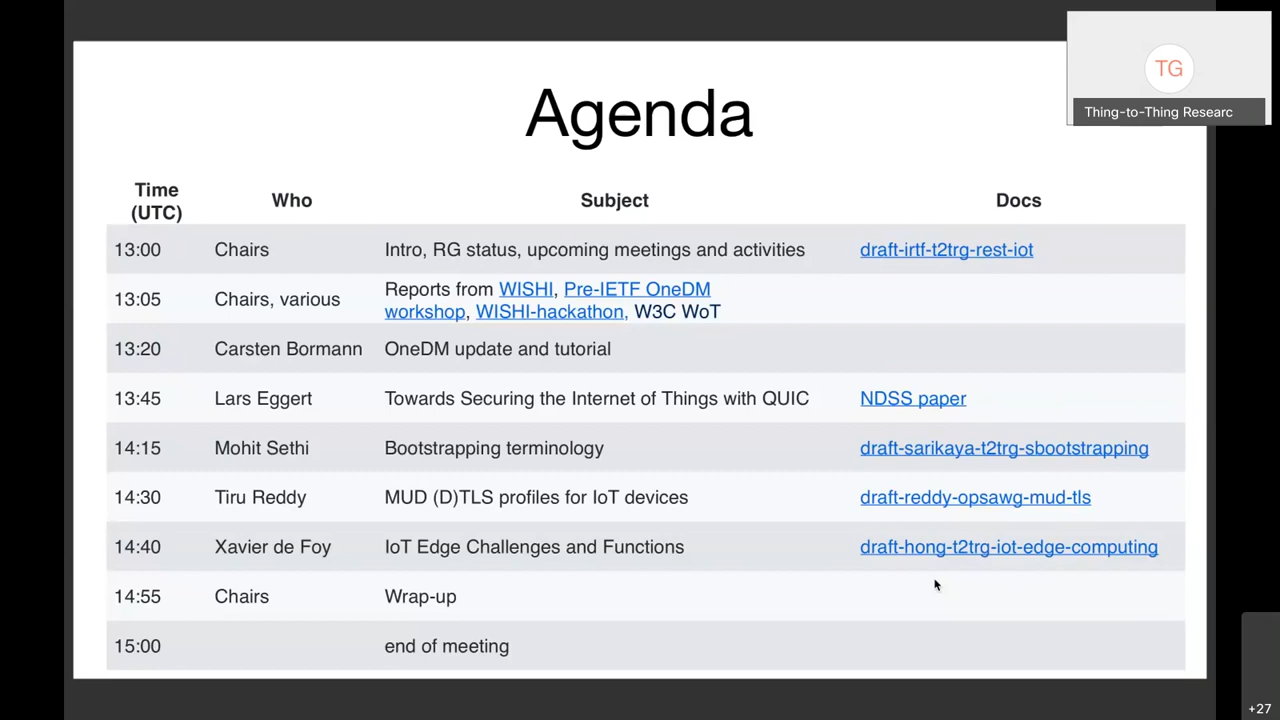 TG
Thing-to-Thing Researc
Agenda
Time (UTC) Who Subject Docs
13:00 Chairs Intro, RG status, upcoming meetings and activities draft-irtf-t2trg-rest-iot
13:05 Chairs, various Reports from WISHI, Pre-IETF OneDM
workshop, WISHI-hackathon, W3C WoT
13:20 Carsten Bormann OneDM update and tutorial
13:45 Lars Eggert Towards Securing the Internet of Things with QUIC NDSS paper
14:15 Mohit Sethi Bootstrapping terminology draft-sarikaya-t2trg-sbootstrapping
14:30 Tiru Reddy MUD (D)TLS profiles for IoT devices draft-reddy-opsawg-mud-tls
14:40 Xavier de Foy IoT Edge Challenges and Functions draft-hong-t2trg-iot-edge-computing
14:55 Chairs Wrap-up
15:00 end of meeting
+27